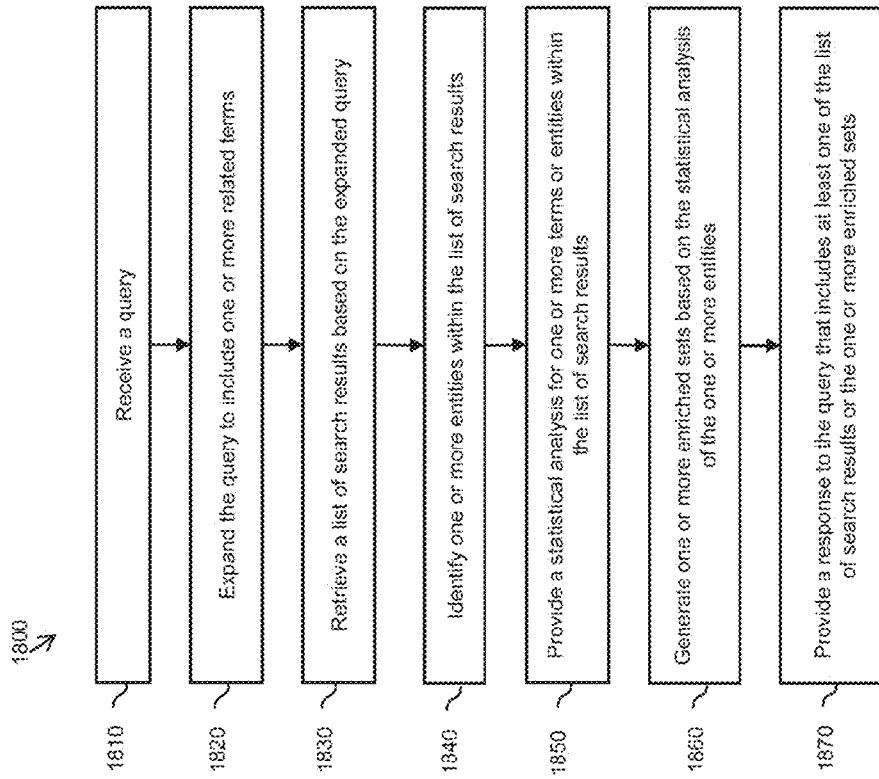 1800
1810
Receive a query
1820
Expand the query to include one or more related terms
1830
Retrieve a list of search results based on the expanded query
1840
Identify one or more entities within the list of search results
1850
Provide a statistical analysis for one or more terms or entities within
the list of search results
1860
Generate one or more enriched sets based on the statistical analysis
of the one or more entities
1870
Provide a response to the query that includes at least one of the list
of search results or the one or more enriched sets